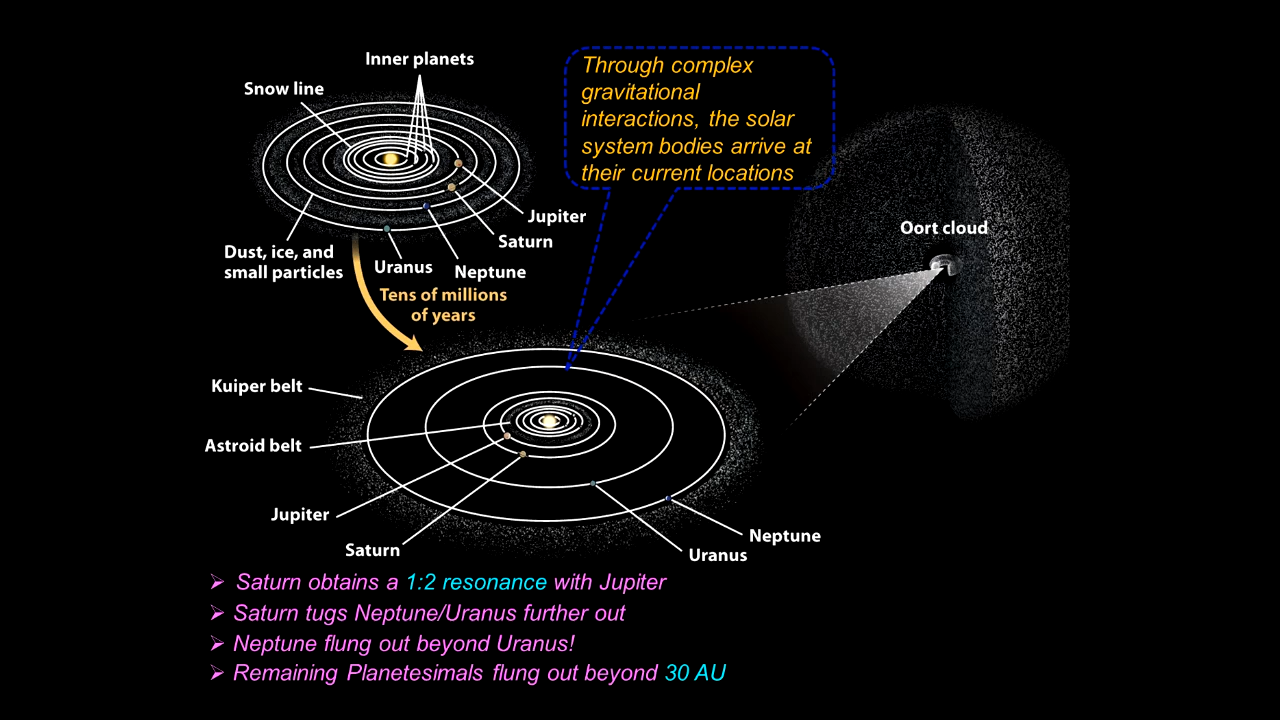 Inner planets
Snow line
Through complex
gravitational
interactions, the solar
system bodies arrive at
their current locations
Oort cloud
Jupiter
Saturn
Dust, ice, and
small particles
Uranus
Neptune
Tens of millions
of years
Kuiper belt
Astroid belt
Jupiter
Saturn
Neptune
Uranus
➢ Saturn obtains a 1:2 resonance with Jupiter
➢ Saturn tugs Neptune/Uranus further out
➢ Neptune flung out beyond Uranus!
➢ Remaining Planetesimals flung out beyond 30 AU